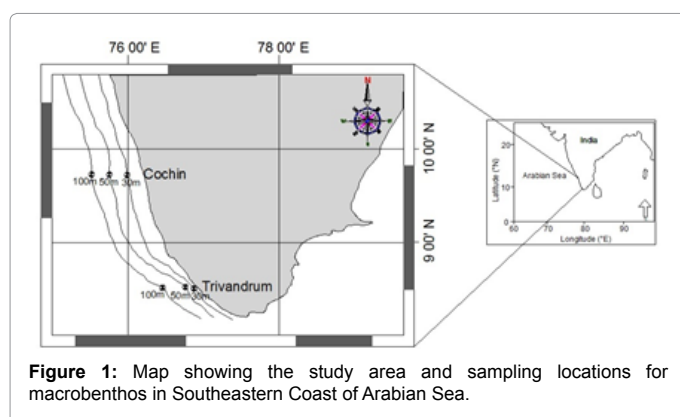 76 00' E
78 00' E
N
10 00' N
9 00' N
100m 50m 30m Cochin
100m 50m 30m Trivandrum
India
Arabian Sea
Latitude (°N)
20
10
0
60 70 80 90
Longitude (°E)
Figure 1: Map showing the study area and sampling locations for
macrobenthos in Southeastern Coast of Arabian Sea.